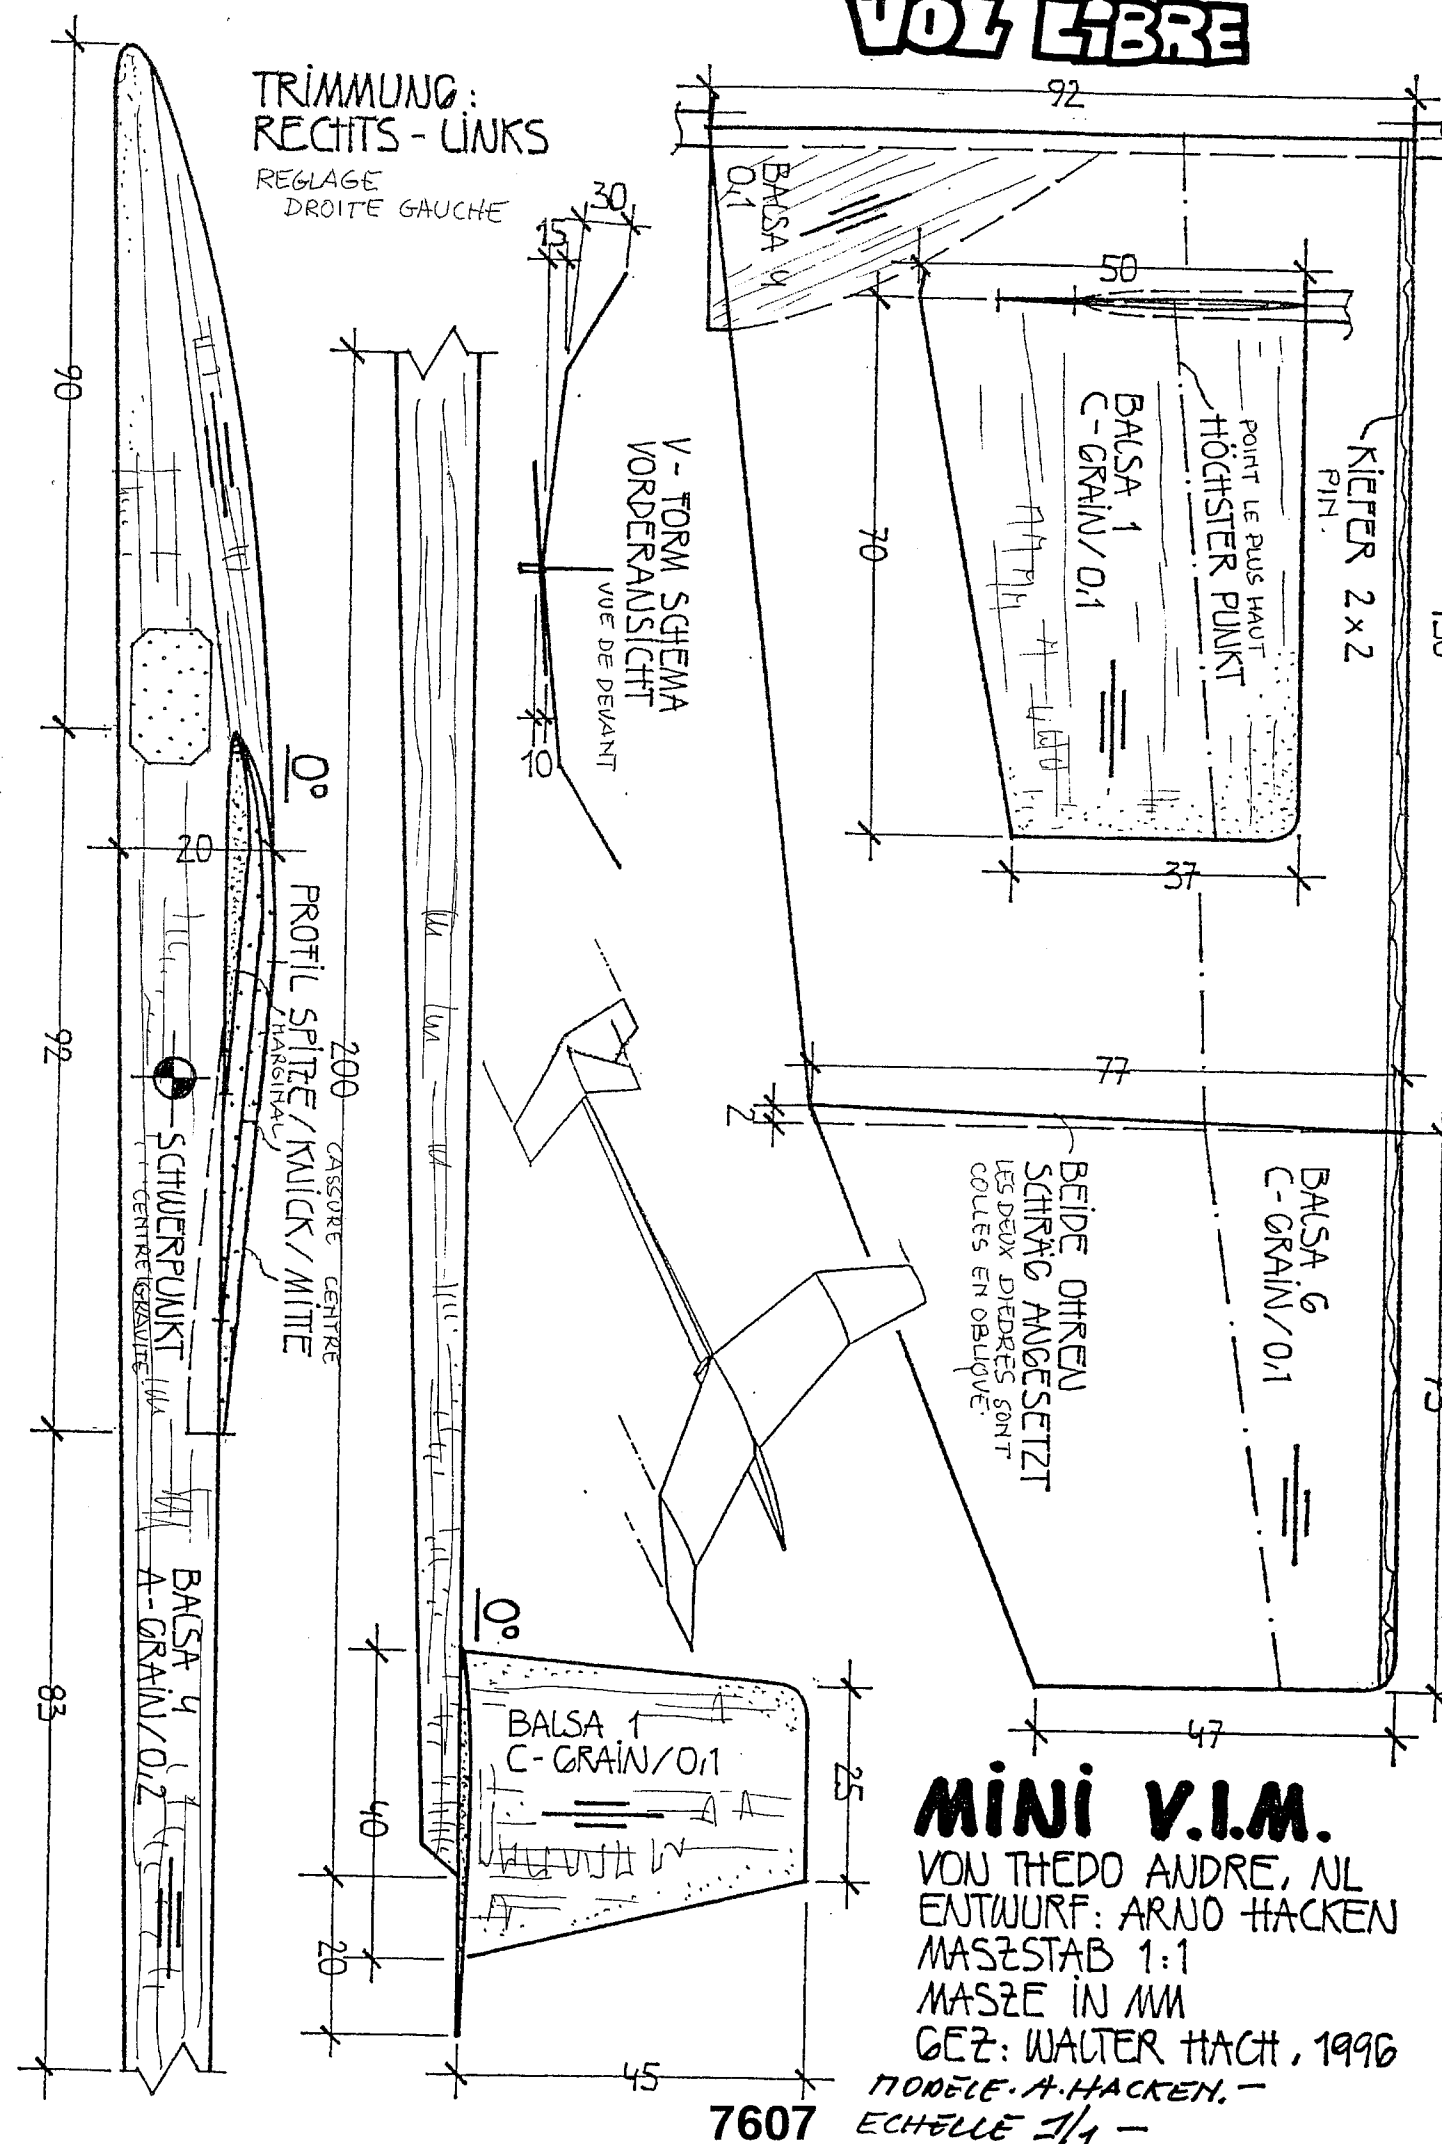 VOL LIBRE
TRIMMUNG:
RECHTS - LINKS
REGLAGE
DROITE GAUCHE
92
30
15
BALSA 4
0,1
50
90
BALSA 1
C-GRAIN/0,1
POINT LE PLUS HAUT
HÖCHSTER PUNKT
KIEFER 2x2
PIN.
70
V-FORM SCHEMA
VORDERANSICHT
VUE DE DEVANT
10
0°
20
37
PROFIL SPITZE/KNICK/MITTE
MARGINAL
CASSURE CENTRE
92
200
SCHWERPUNKT
CENTRE GRAVITE
77
2
BEIDE OHREN
SCHRÄG ANGESETZT
LES DEUX DIEDRES SONT
COLLES EN OBLIQUE.
BALSA 6
C-GRAIN/0,1
75
BALSA 4
A-GRAIN/0,2
83
0°
BALSA 1
C-GRAIN/0,1
40
25
47
20
45
MINI V.I.M.
VON THEDO ANDRE, NL
ENTWURF: ARNO HACKEN
MASZSTAB 1:1
MASZE IN MM
GEZ: WALTER HACH, 1996
MODELE. A. HACKEN. -
ECHELLE 1/1 -
7607